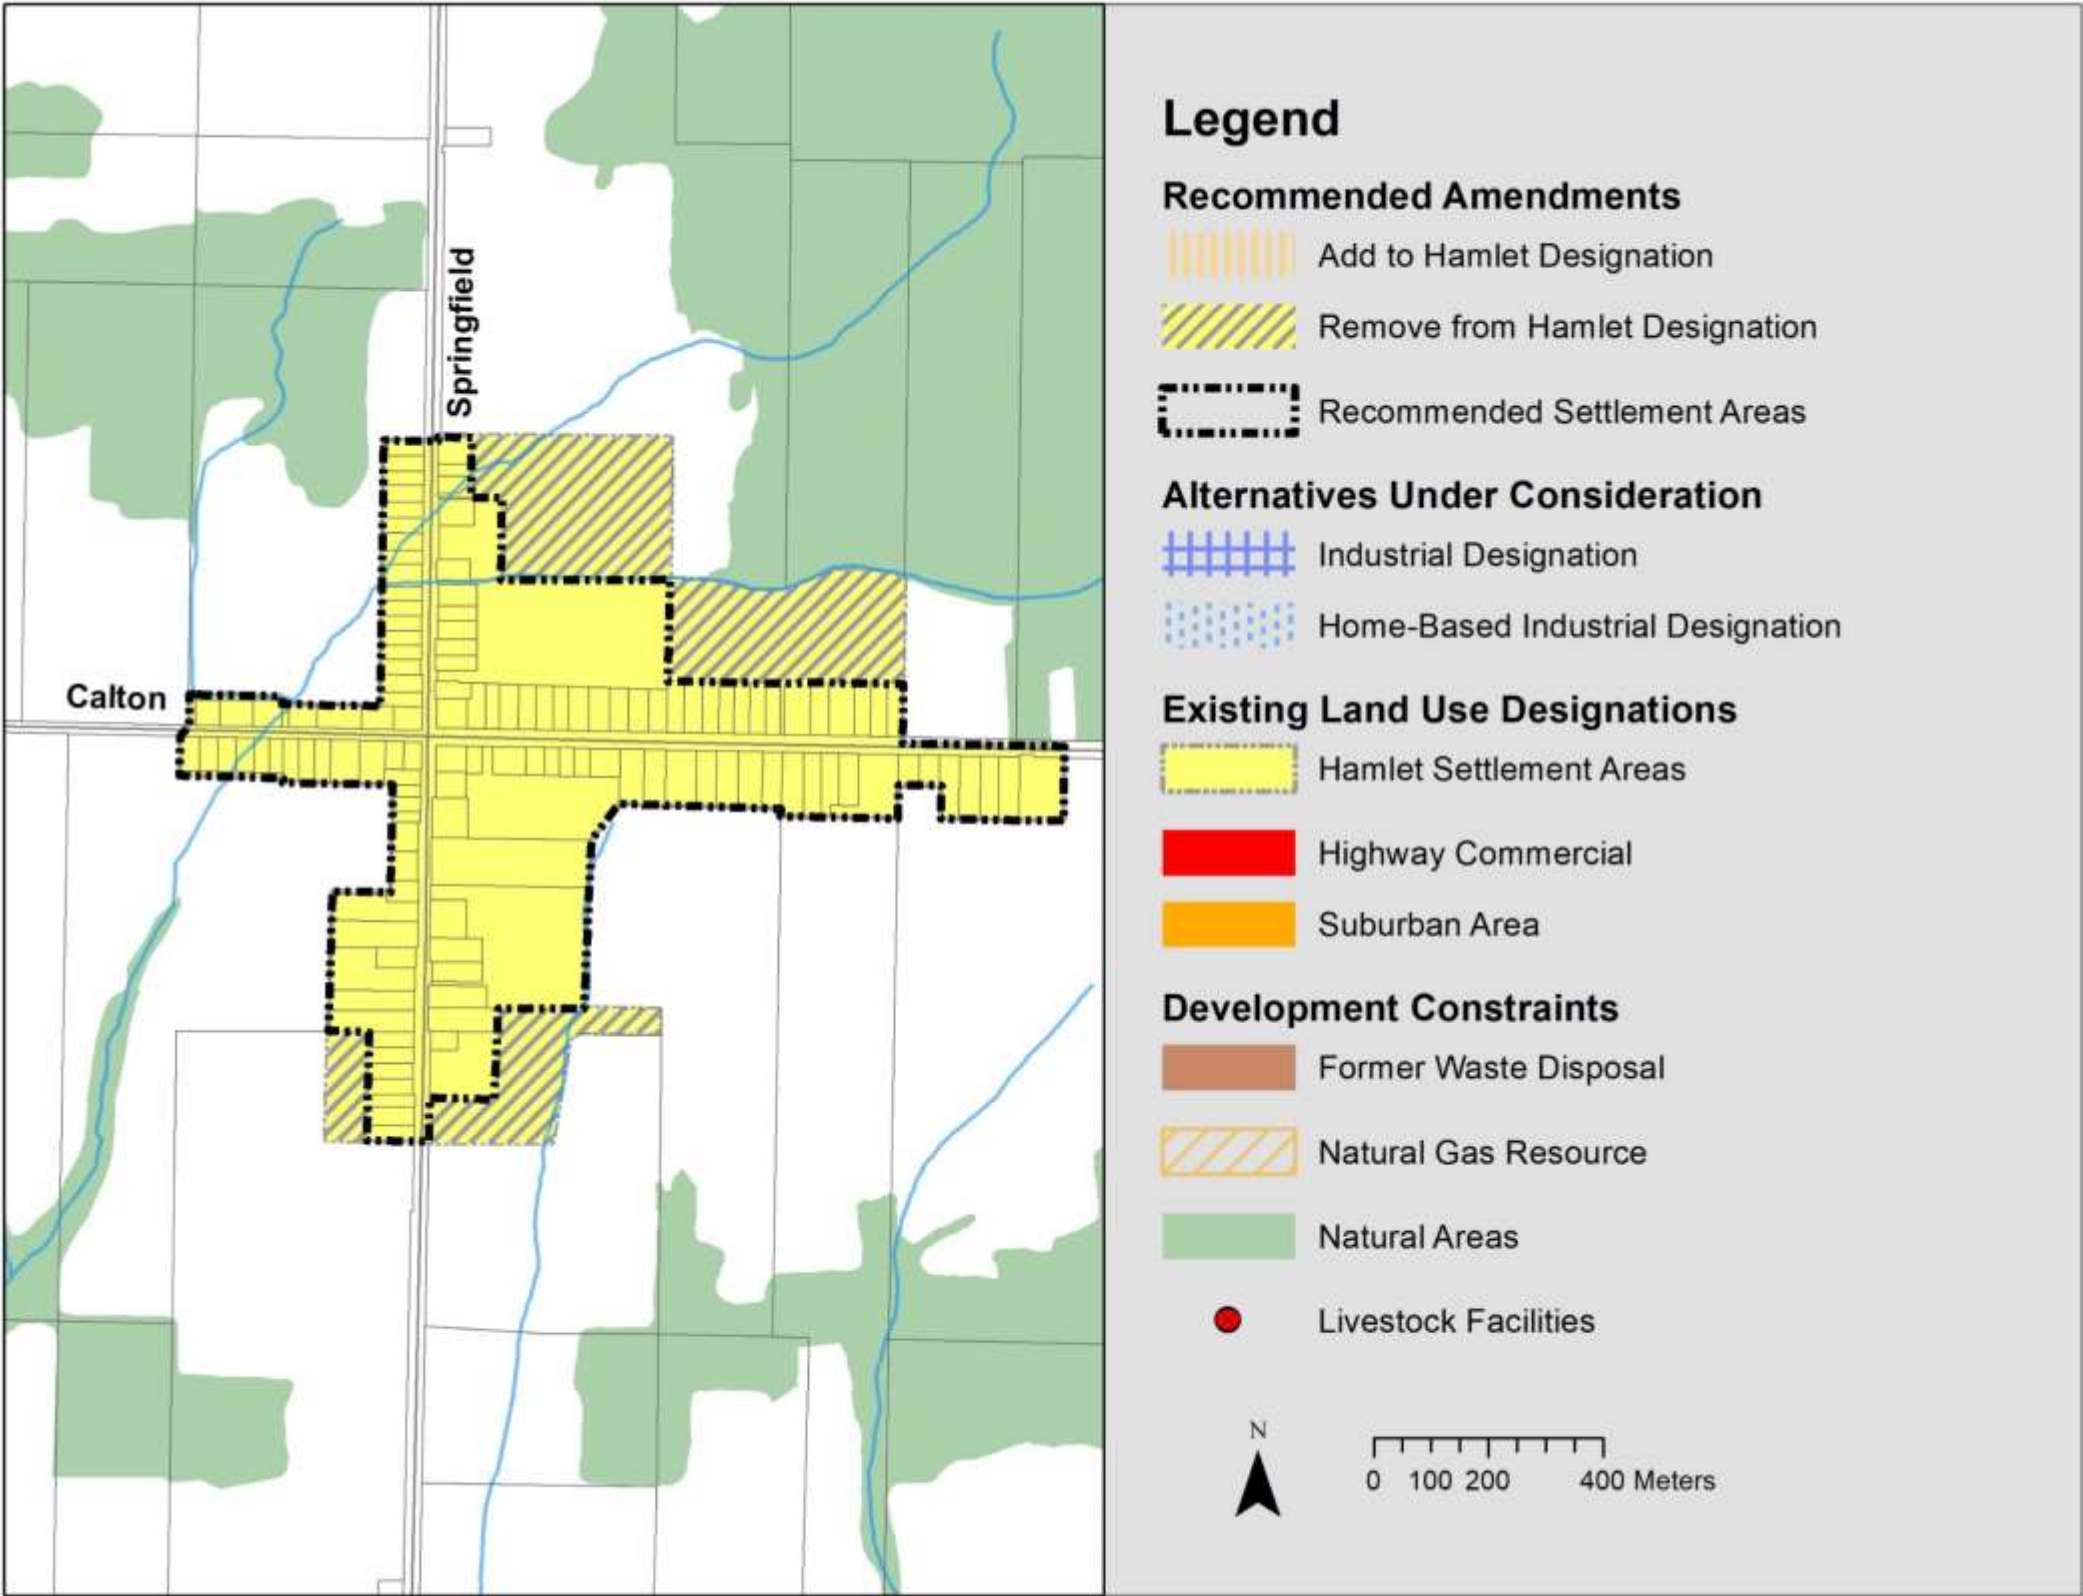 Springfield
Calton
Legend
Recommended Amendments
Add to Hamlet Designation
Remove from Hamlet Designation
Recommended Settlement Areas
Alternatives Under Consideration
Industrial Designation
Home-Based Industrial Designation
Existing Land Use Designations
Hamlet Settlement Areas
Highway Commercial
Suburban Area
Development Constraints
Former Waste Disposal
Natural Gas Resource
Natural Areas
Livestock Facilities
N
0 100 200 400 Meters